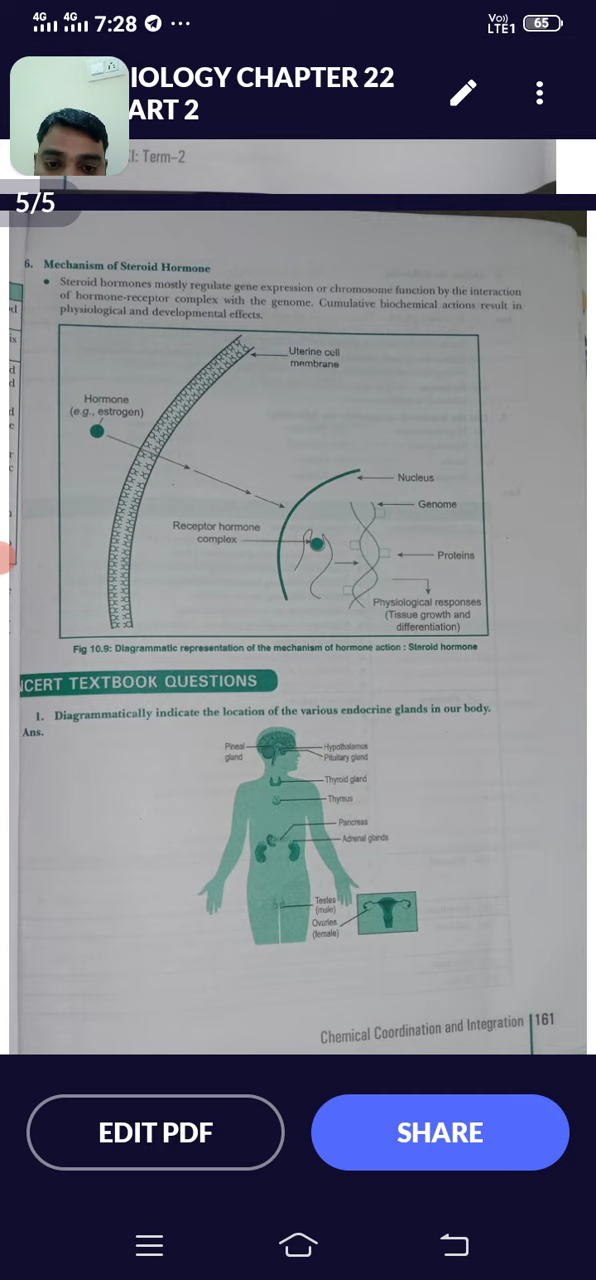 4G 4G 7:28
Vo)) LTE1 65
IOLOGY CHAPTER 22
ART 2
I: Term–2
5/5
6. Mechanism of Steroid Hormone
• Steroid hormones mostly regulate gene expression or chromosome function by the interaction
of hormone-receptor complex with the genome. Cumulative biochemical actions result in
physiological and developmental effects.
Uterine cell
membrane
Hormone
(e.g., estrogen)
Nucleus
Genome
Receptor hormone
complex
Proteins
Physiological responses
(Tissue growth and
differentiation)
Fig 10.9: Diagrammatic representation of the mechanism of hormone action : Steroid hormone
CERT TEXTBOOK QUESTIONS
1. Diagrammatically indicate the location of the various endocrine glands in our body.
Ans.
Pineal
gland
Hypothalamus
Pituitary gland
Thyroid gland
Thymus
Pancreas
Adrenal glands
Testes
(male)
Ovaries
(female)
Chemical Coordination and Integration 161
EDIT PDF
SHARE